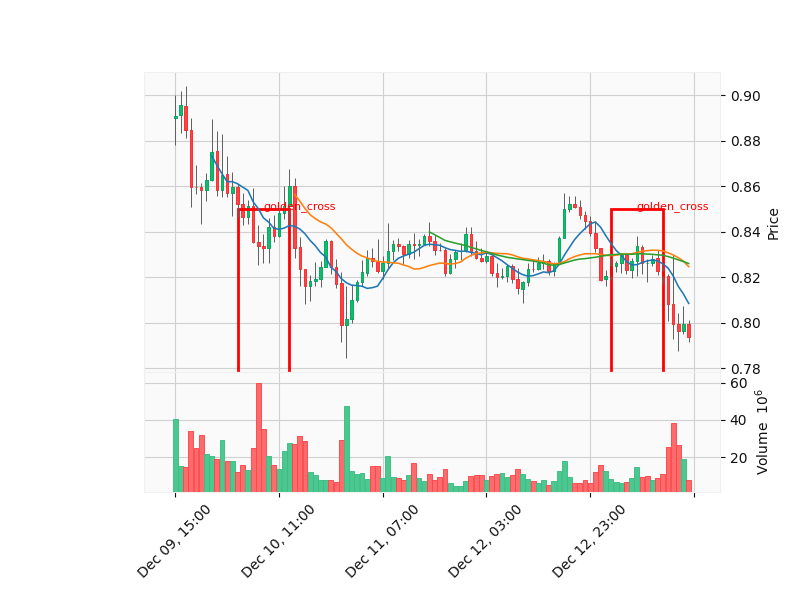 0.90
0.88
0.86
golden_cross
golden_cross
0.84
Price
0.82
0.80
0.78
60
40
20
Volume 10^6
Dec 09, 15:00
Dec 10, 11:00
Dec 11, 07:00
Dec 12, 03:00
Dec 12, 23:00